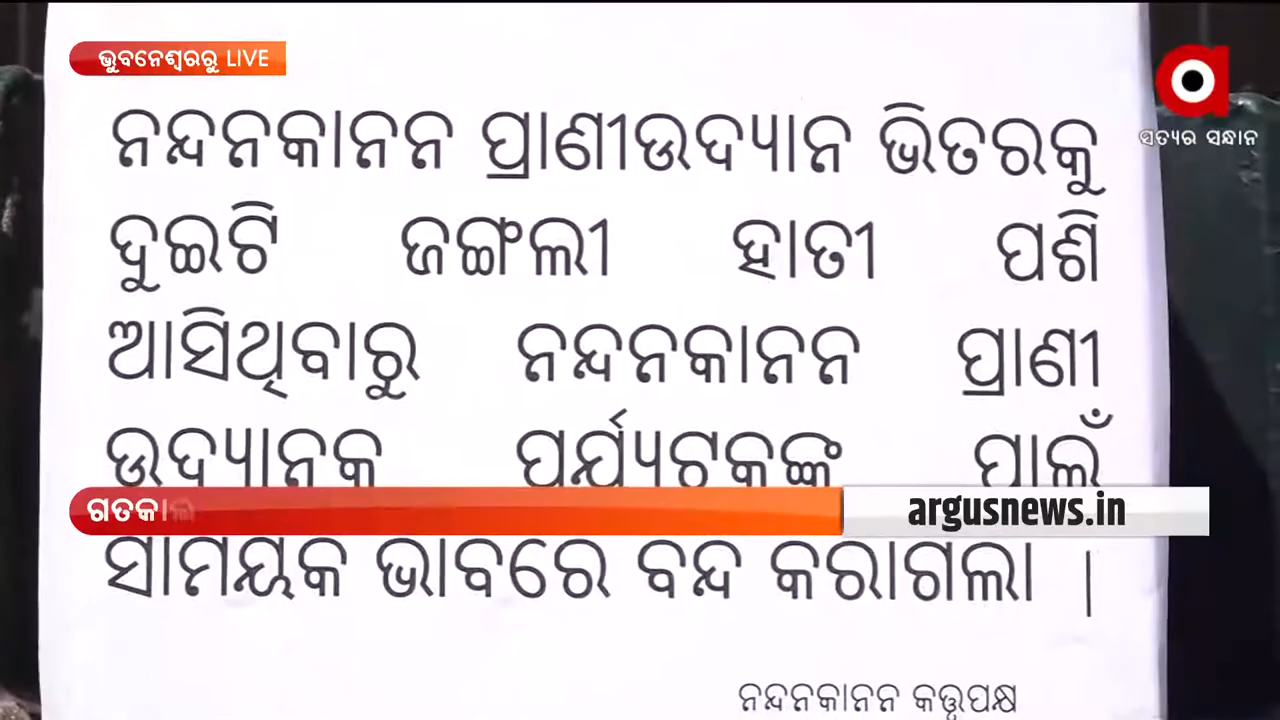 ଭୁବନେଶ୍ୱରରୁ LIVE
ସତ୍ୟର ସନ୍ଧାନ
ନନ୍ଦନକାନନ ପ୍ରାଣୀଉଦ୍ୟାନ ଭିତରକୁ
ଦୁଇଟି ଜଙ୍ଗଲୀ ହାତୀ ପଶି
ଆସିଥିବାରୁ ନନ୍ଦନକାନନ ପ୍ରାଣୀ
ଉଦ୍ୟାନକ ପର୍ଯ୍ୟଟକଙ୍କ ପାଇଁ
ଗତକାଲ
argusnews.in
ସାମୟକ ଭାବରେ ବନ୍ଦ କରାଗଲା |
ନନ୍ଦନକାନନ କର୍ତ୍ତୃପକ୍ଷ